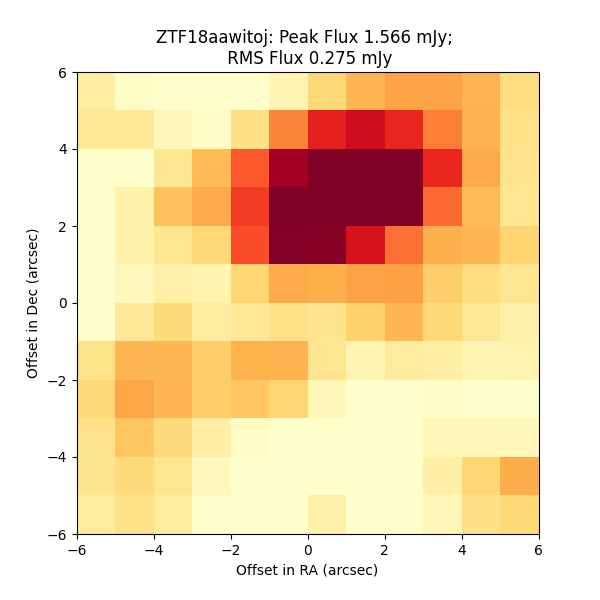 ZTF18aawitoj: Peak Flux 1.566 mJy;
RMS Flux 0.275 mJy
6
4
2
0
−2
−4
−6
Offset in Dec (arcsec)
−6 −4 −2 0 2 4 6
Offset in RA (arcsec)